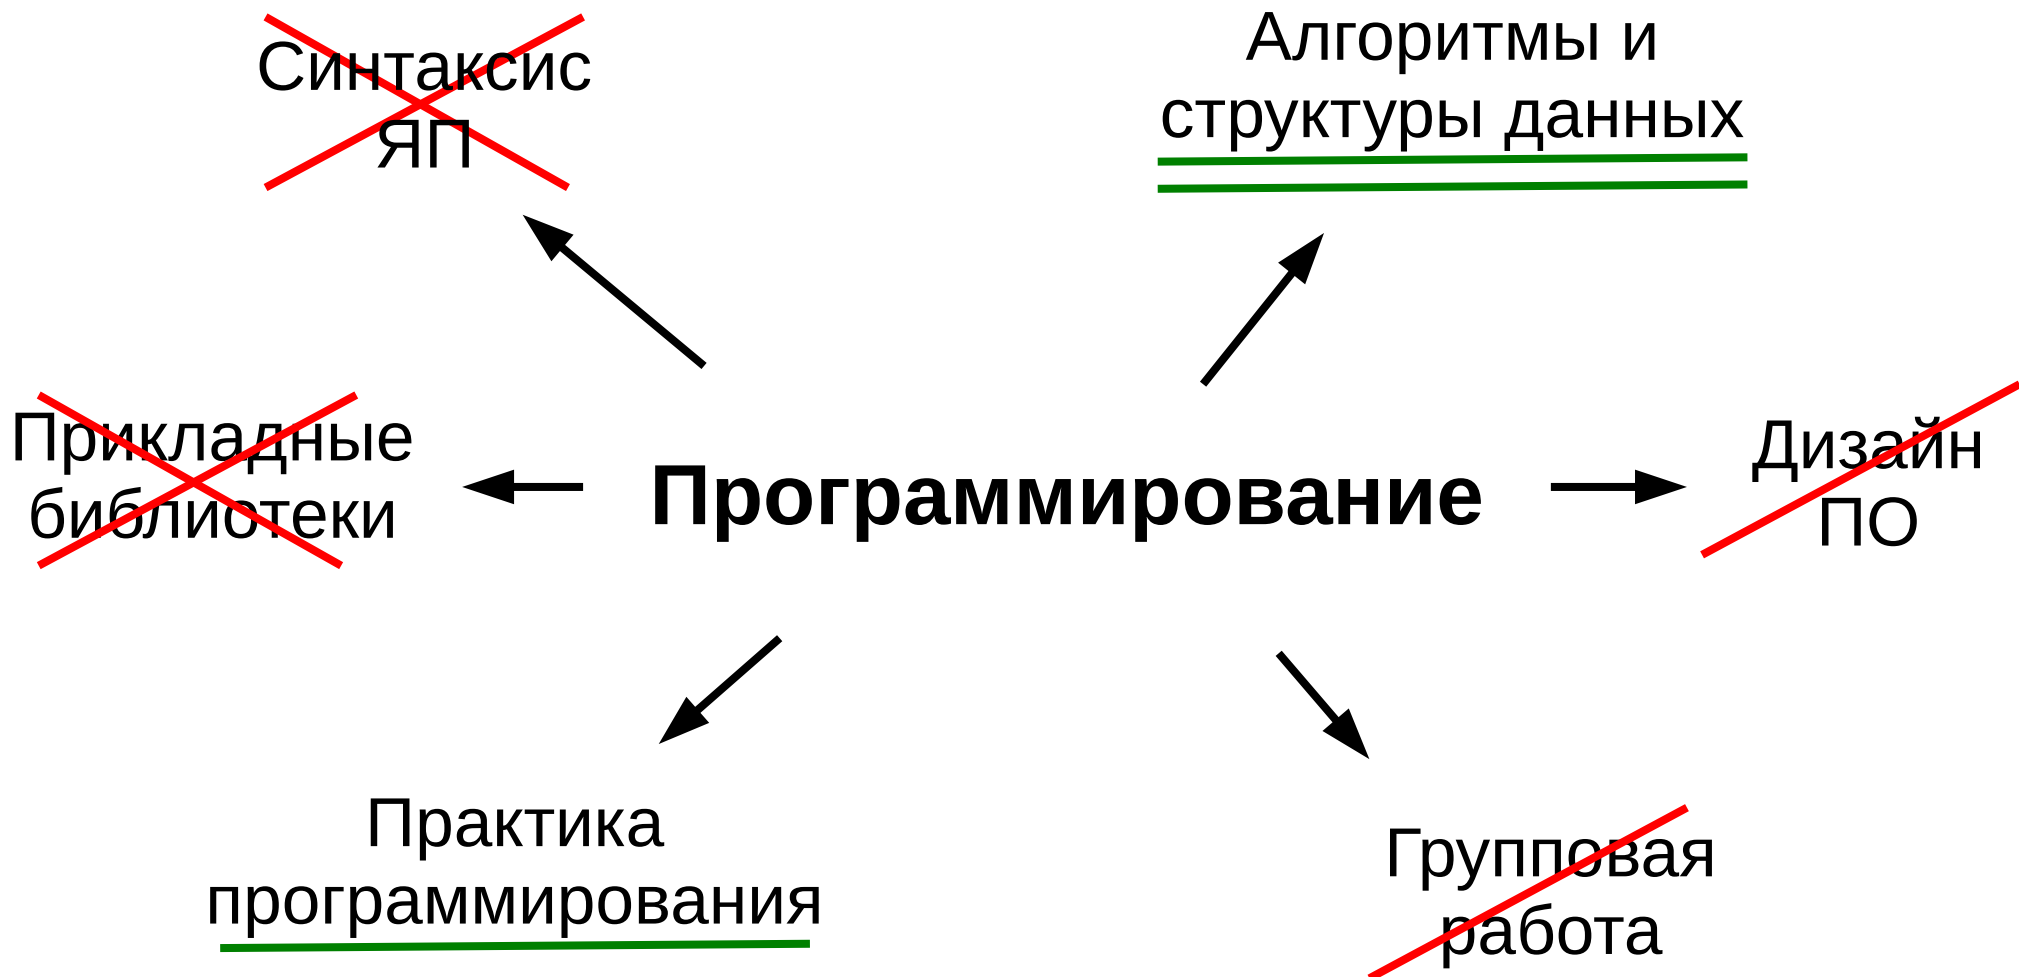 Синтаксис
ЯП
Алгоритмы и
структуры данных
Прикладные
библиотеки
Программирование
Дизайн
ПО
Практика
программирования
Групповая
работа